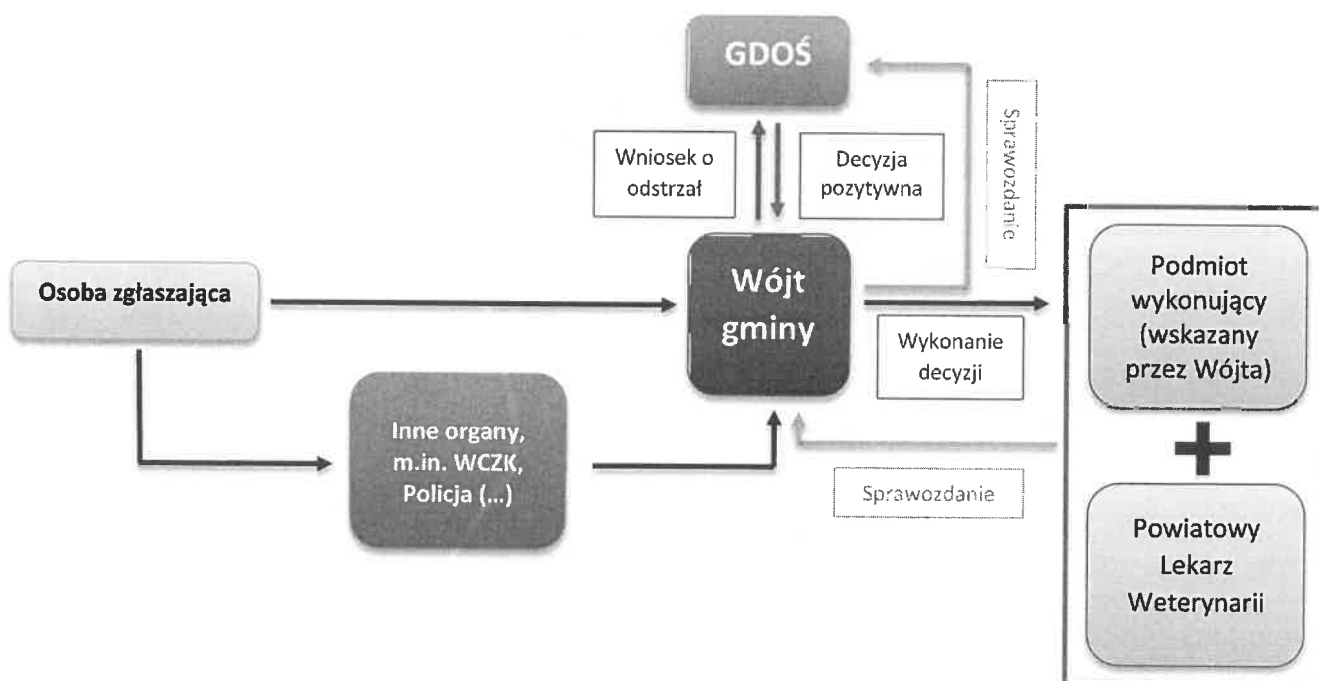 GDOŚ
Sprawozdanie
Wniosek o
odstrzał
Decyzja
pozytywna
Osoba zgłaszająca
Wójt
gminy
Wykonanie
decyzji
Podmiot
wykonujący
(wskazany
przez Wójta)
Inne organy,
m.in. WCZK,
Policja (...)
Sprawozdanie
Powiatowy
Lekarz
Weterynarii